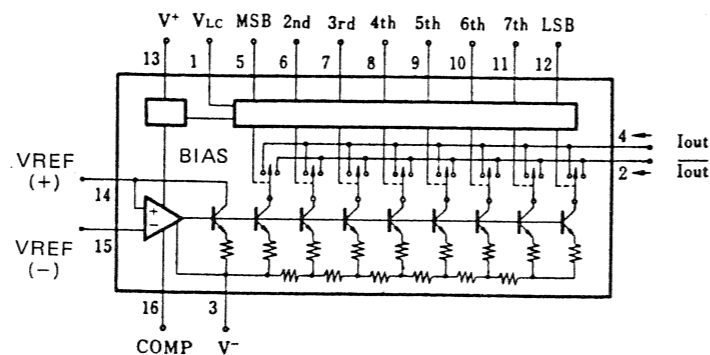 V+ VLC MSB 2nd 3rd 4th 5th 6th 7th LSB
13 1 5 6 7 8 9 10 11 12
4 Iout
BIAS
VREF (+)
2 Iout
14
+
−
VREF (−)
15
16 3
COMP V−